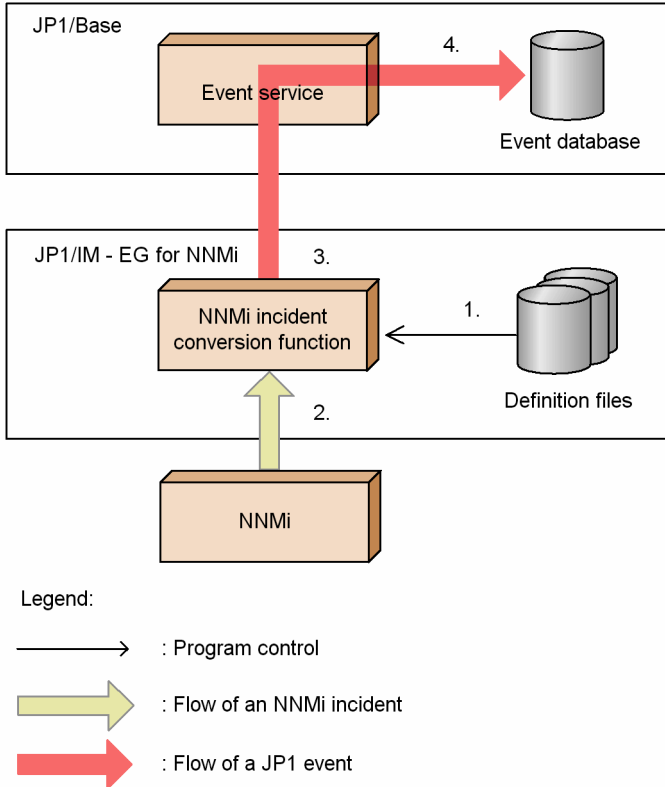 JP1/Base
4.
Event service
Event database
JP1/IM - EG for NNMi
3.
NNMi incident
conversion function
1.
Definition files
2.
NNMi
Legend:
: Program control
: Flow of an NNMi incident
: Flow of a JP1 event